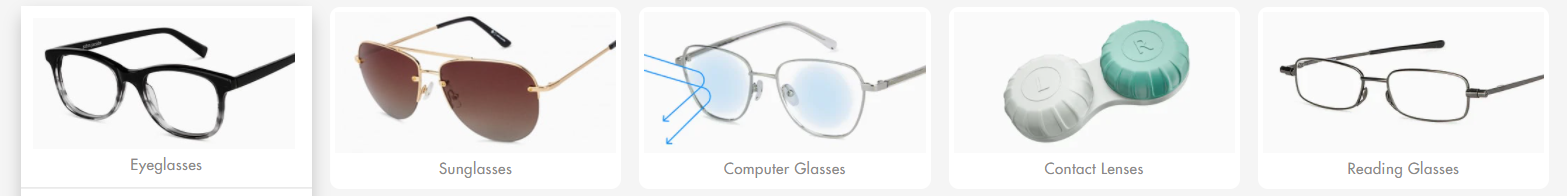 Eyeglasses
Sunglasses
Computer Glasses
R
L
Contact Lenses
Reading Glasses